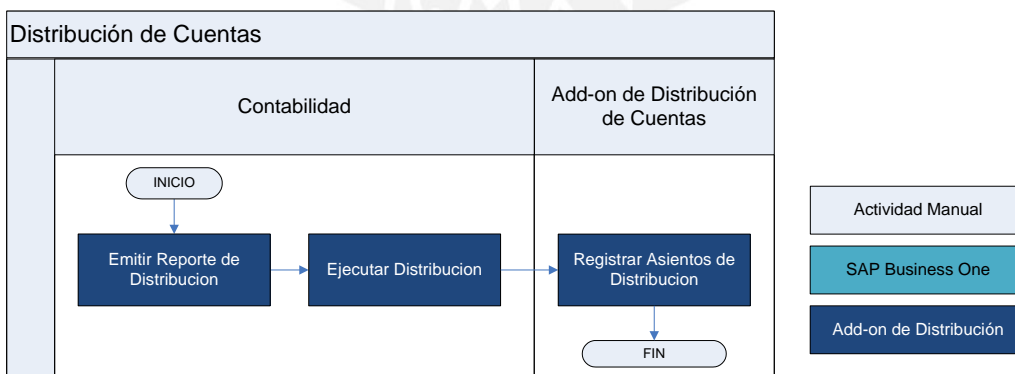 Distribución de Cuentas
Contabilidad
Add-on de Distribución
de Cuentas
INICIO
Emitir Reporte de
Distribucion
Ejecutar Distribucion
Registrar Asientos de
Distribucion
FIN
Actividad Manual
SAP Business One
Add-on de Distribución